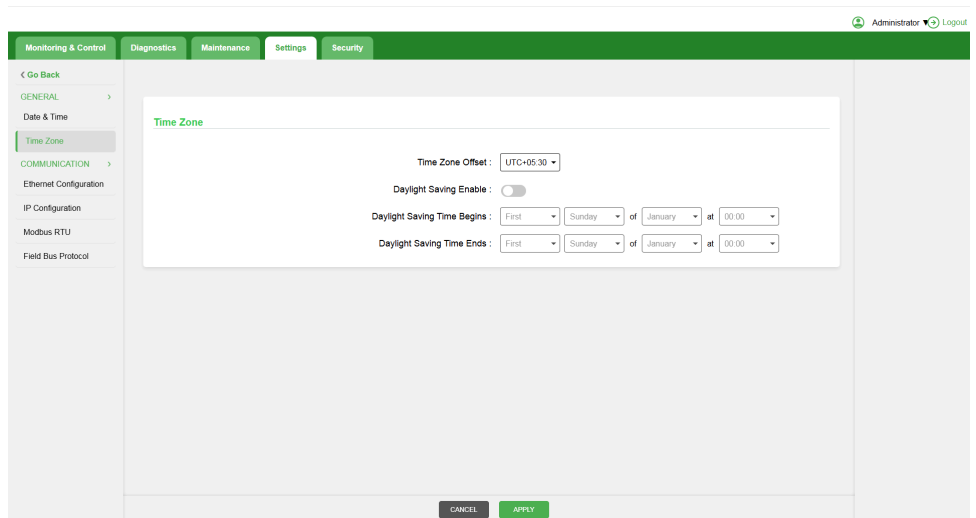 Administrator
Logout
Monitoring & Control
Diagnostics
Maintenance
Settings
Security
Go Back
GENERAL
Date & Time
Time Zone
COMMUNICATION
Ethernet Configuration
IP Configuration
Modbus RTU
Field Bus Protocol
Time Zone
Time Zone Offset : UTC+05:30
Daylight Saving Enable :
Daylight Saving Time Begins : First Sunday of January at 00:00
Daylight Saving Time Ends : First Sunday of January at 00:00
CANCEL
APPLY